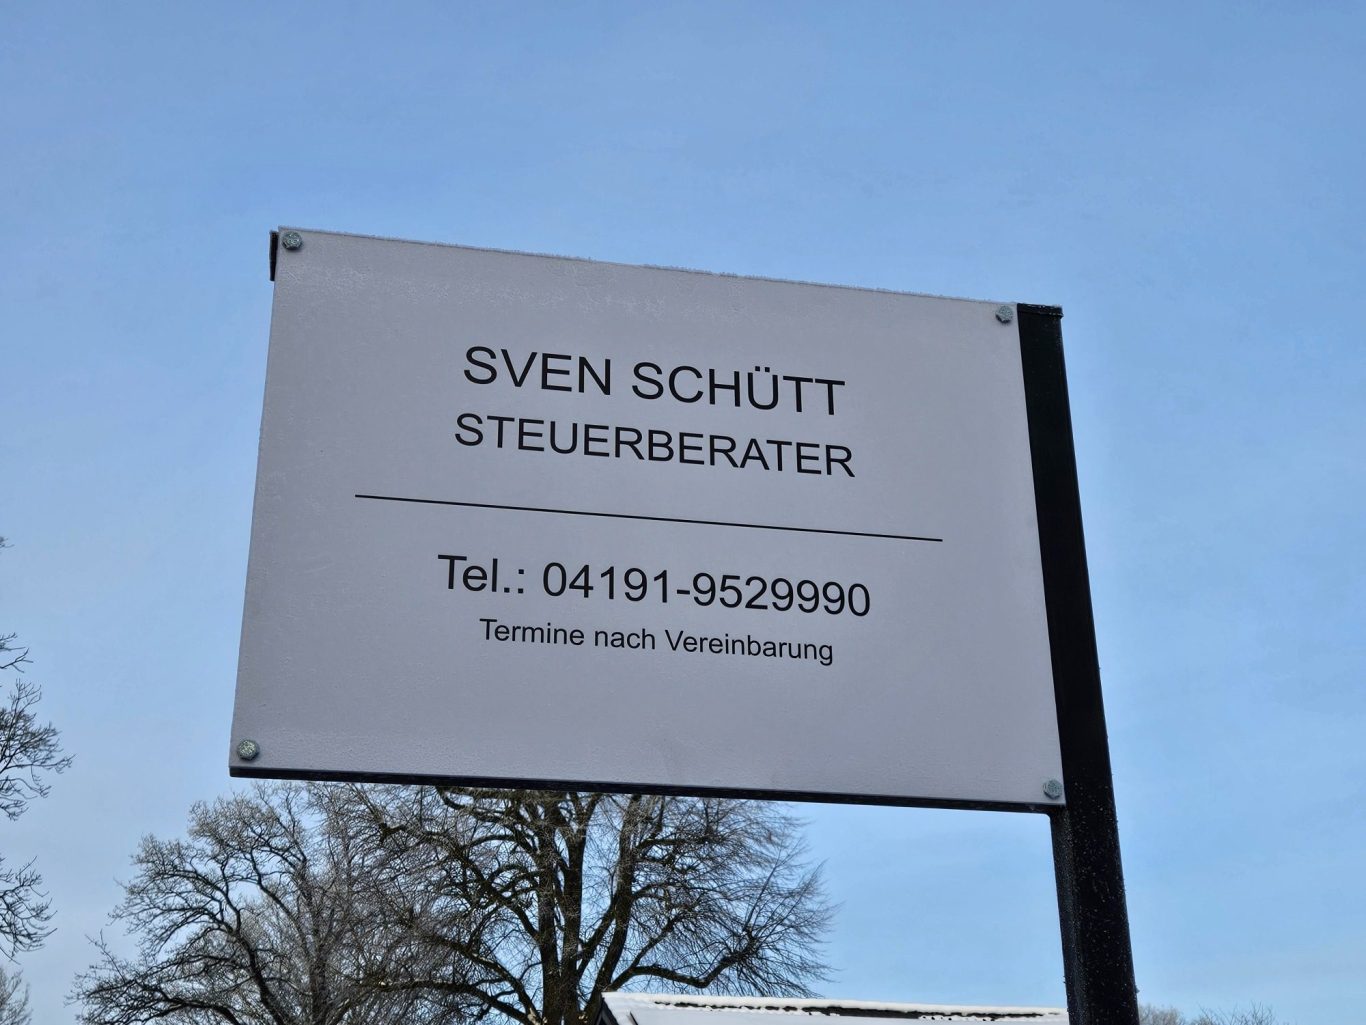 SVEN SCHÜTT
STEUERBERATER
Tel.: 04191-9529990
Termine nach Vereinbarung